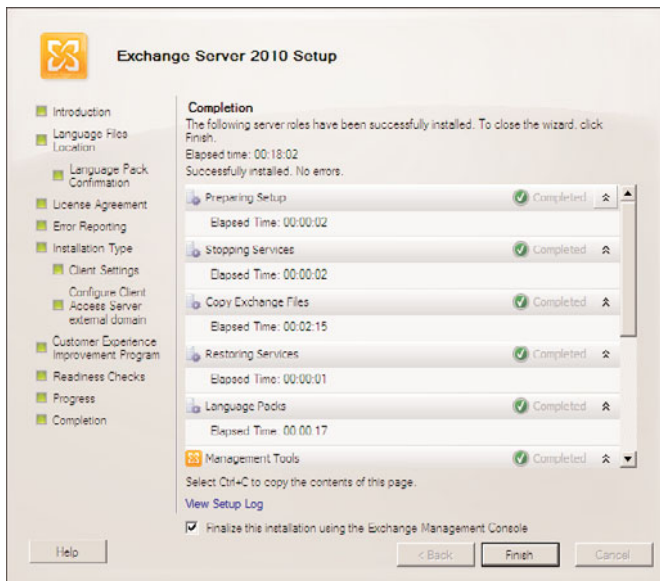 Exchange Server 2010 Setup
Introduction
Language Files
Location
Language Pack
Confirmation
License Agreement
Error Reporting
Installation Type
Client Settings
Configure Client
Access Server
external domain
Customer Experience
Improvement Program
Readiness Checks
Progress
Completion
Completion
The following server roles have been successfully installed. To close the wizard, click
Finish.
Elapsed time: 00:18:02
Successfully installed. No errors.
Preparing Setup Completed
Elapsed Time: 00:00:02
Stopping Services Completed
Elapsed Time: 00:00:02
Copy Exchange Files Completed
Elapsed Time: 00:02:15
Restoring Services Completed
Elapsed Time: 00:00:01
Language Packs Completed
Elapsed Time: 00:00:17
Management Tools Completed
Select Ctrl+C to copy the contents of this page.
View Setup Log
Finalize this installation using the Exchange Management Console
Help < Back Finish Cancel